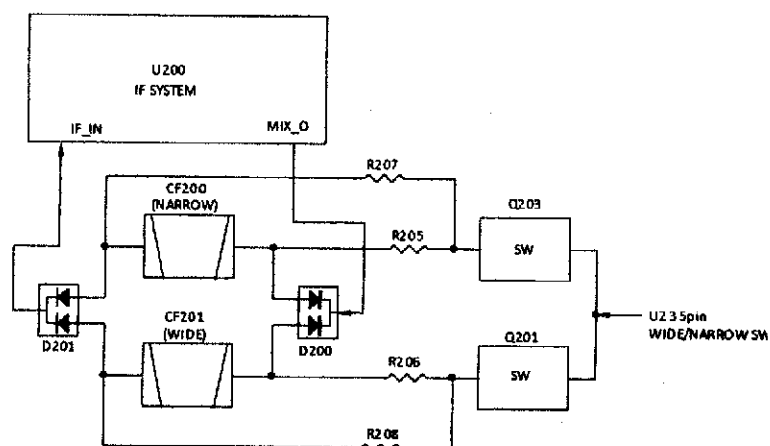 U200
IF SYSTEM
IF_IN
MIX_O
R207
CF200
(NARROW)
Q203
R205
SW
CF201
(WIDE)
D201
D200
U2 3 5pin
WIDE/NARROW SW
Q201
R206
SW
R208